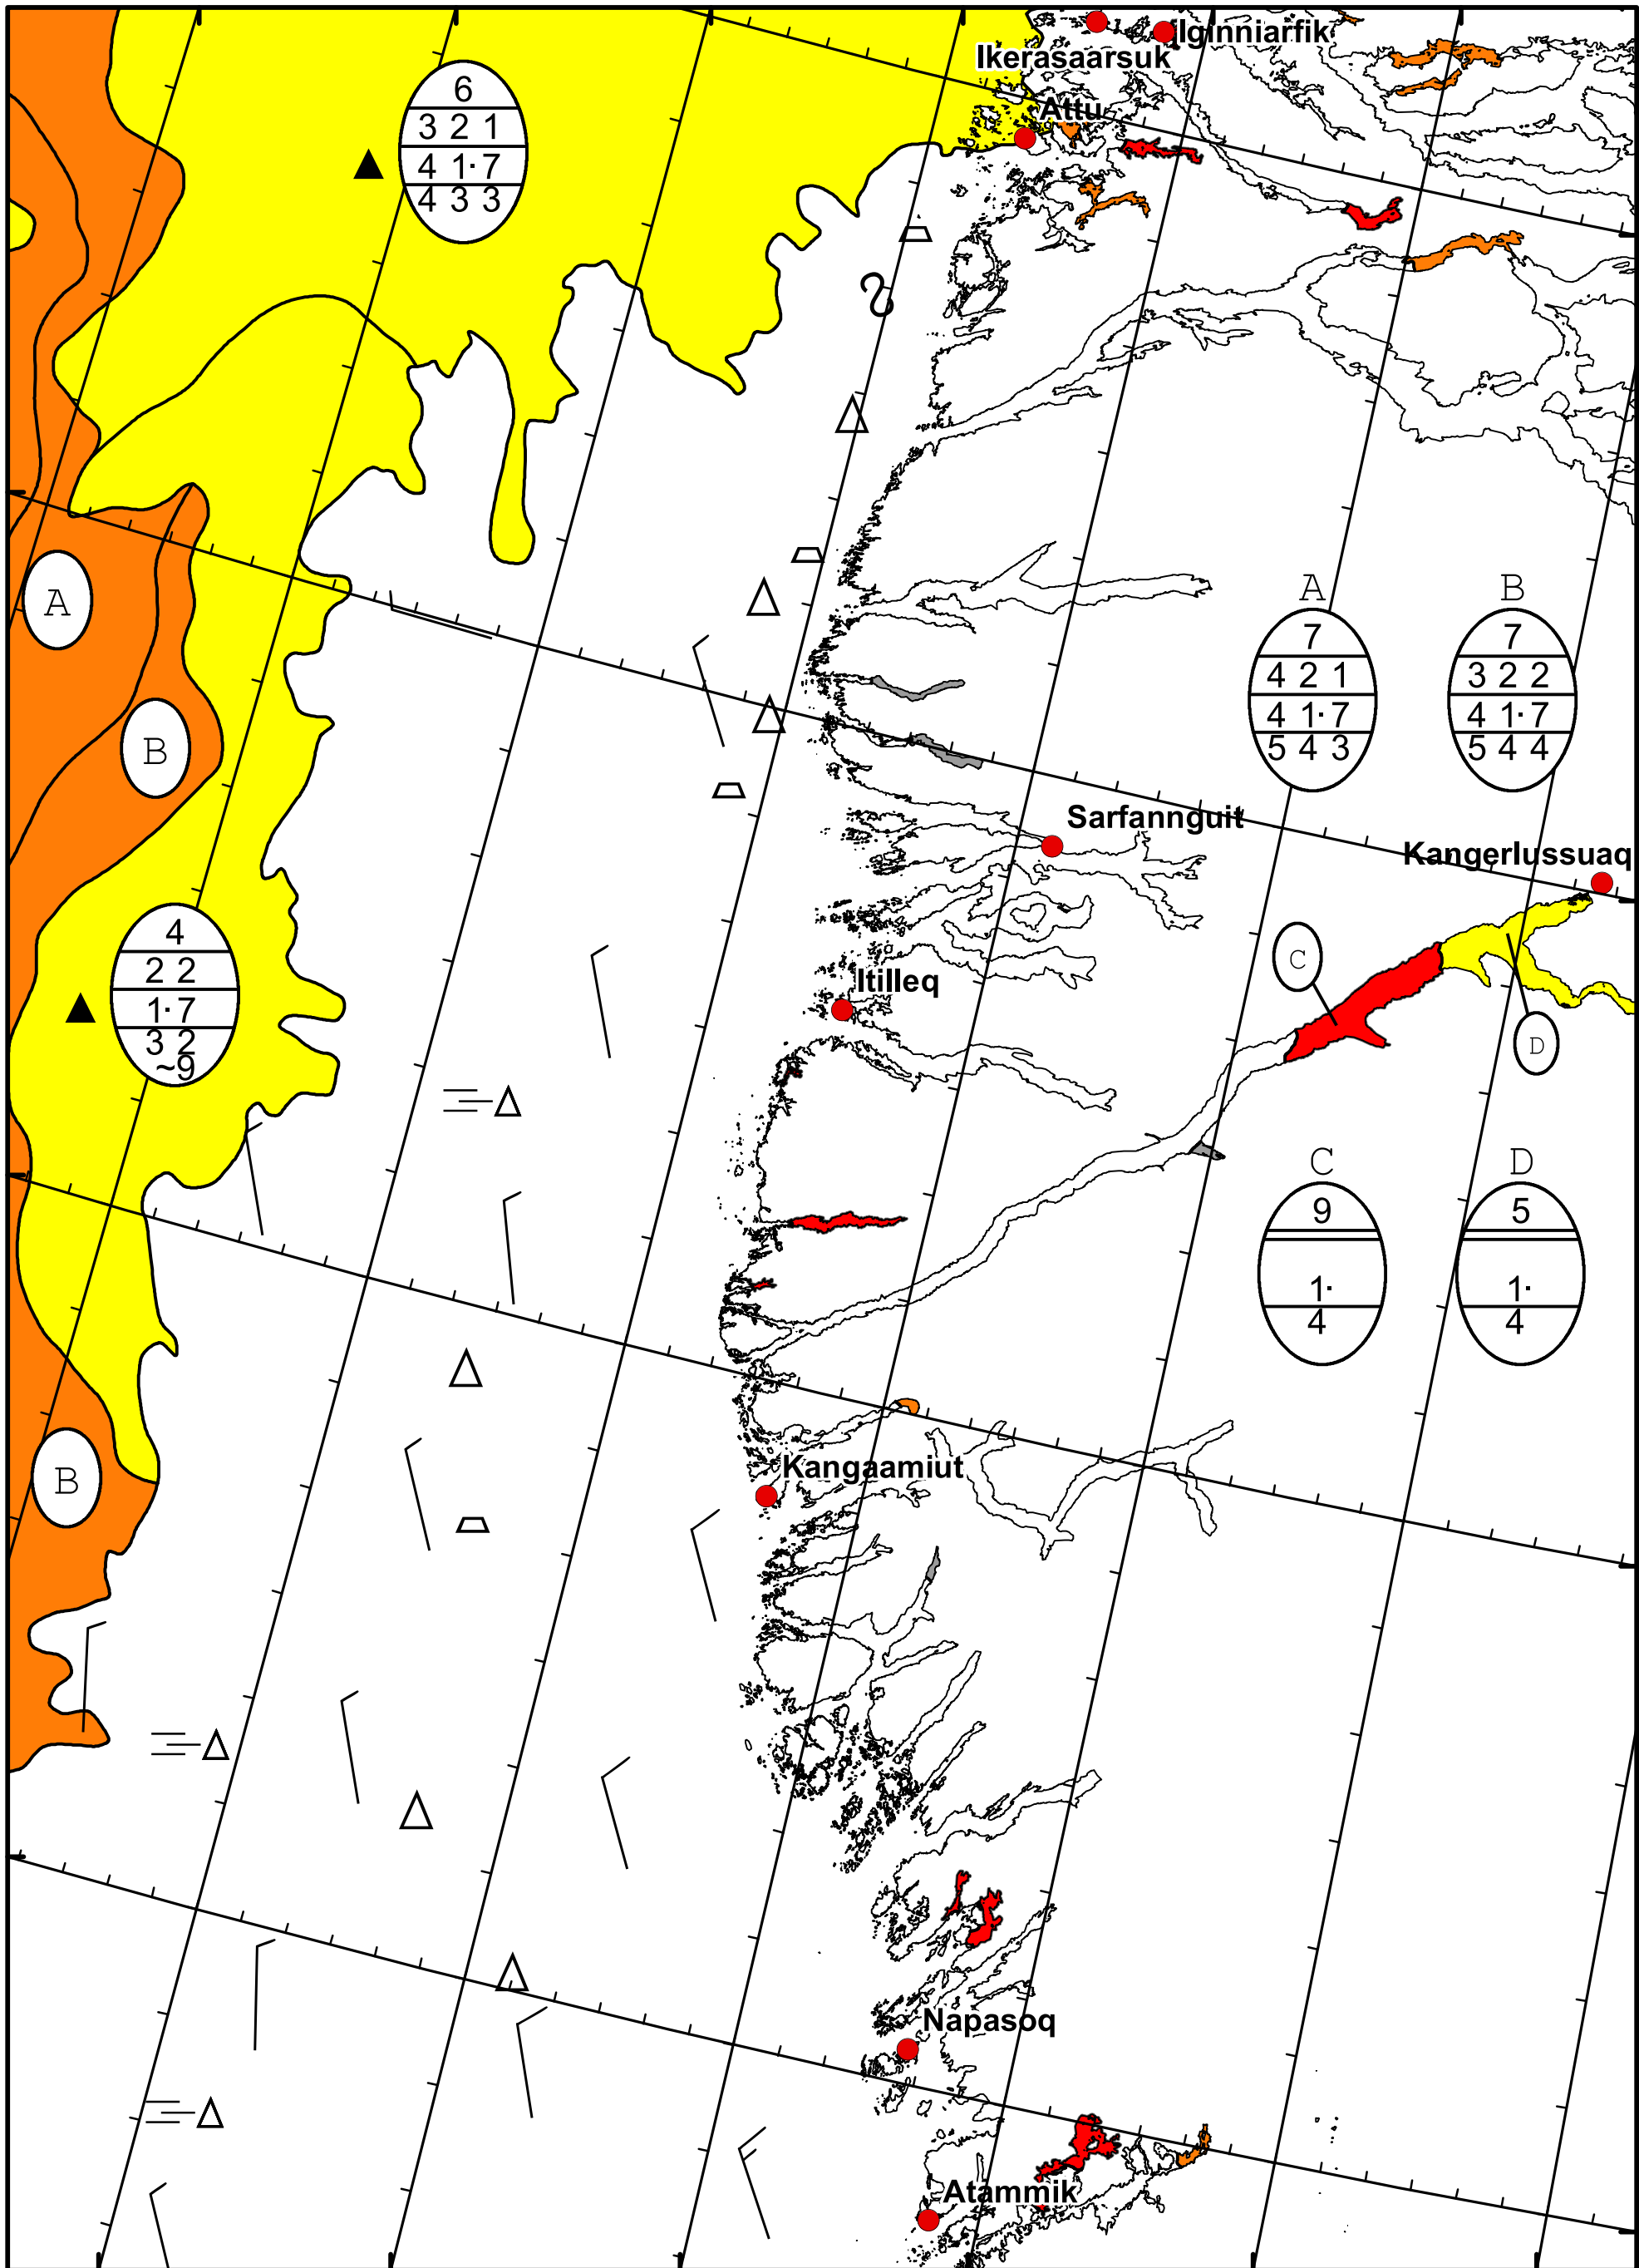 Iginniarfik
Ikerasaarsuk
Attu
6
3 2 1
4 1· 7
4 3 3
A
B
A
7
4 2 1
4 1· 7
5 4 3
B
7
3 2 2
4 1· 7
5 4 4
Sarfannguit
Kangerlussuaq
4
2 2
1· 7
3 2
~9
Itilleq
C
D
C
9
1·
4
D
5
1·
4
B
Kangaamiut
Napasoq
Atammik